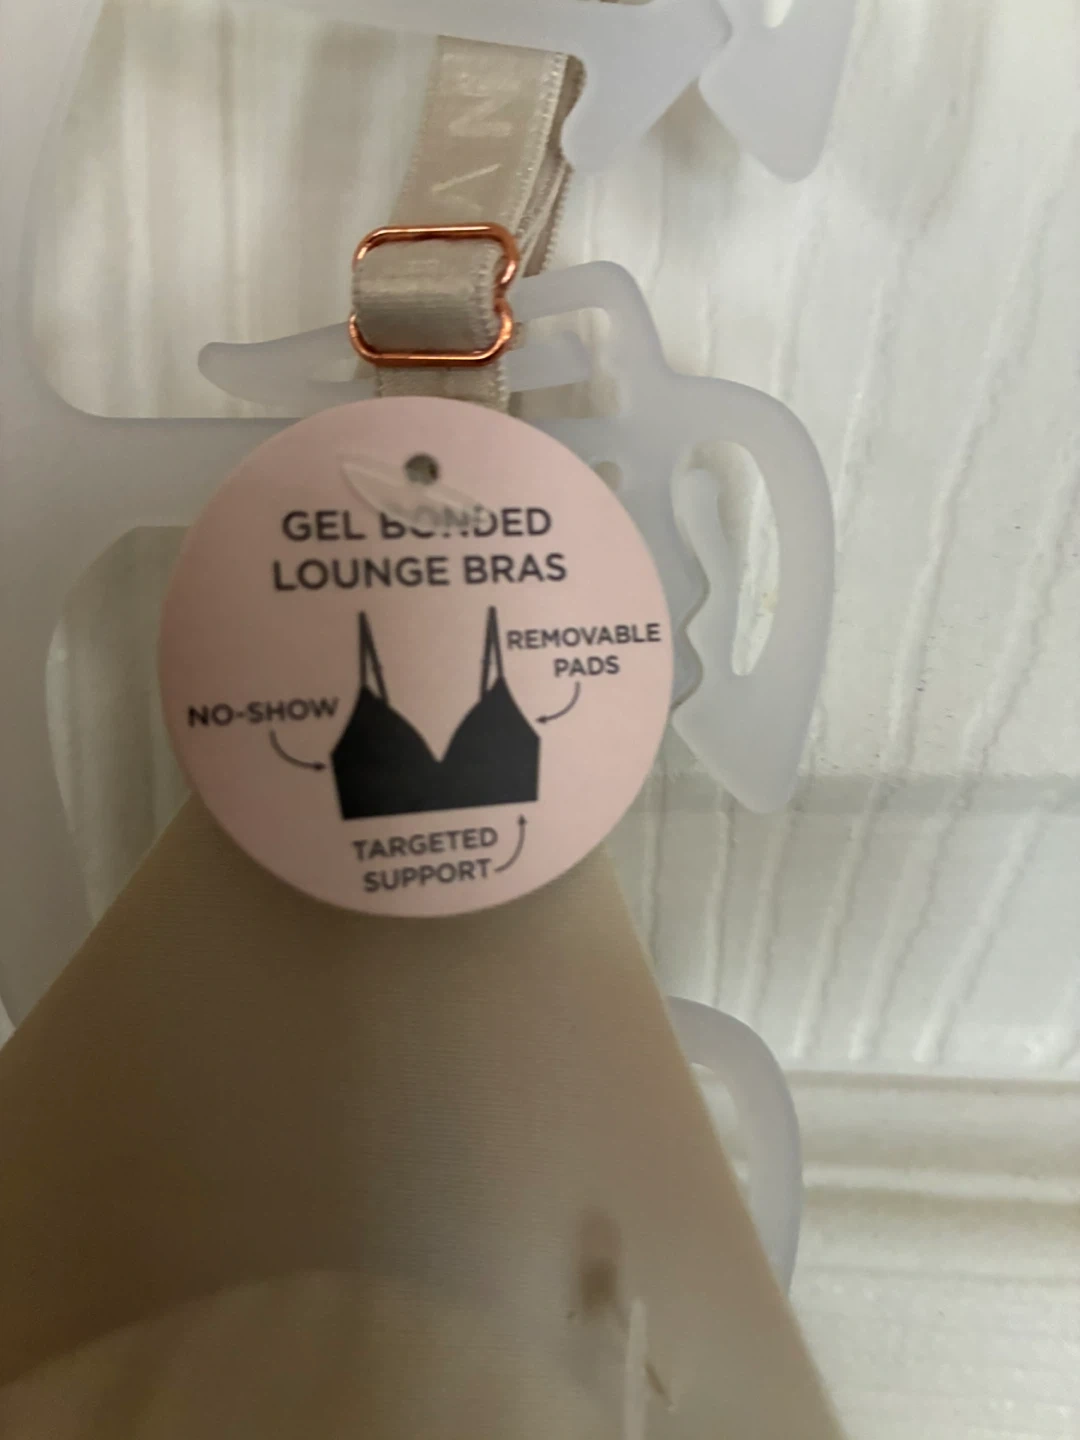 GEL BONDED
LOUNGE BRAS
REMOVABLE
PADS
NO-SHOW
TARGETED
SUPPORT